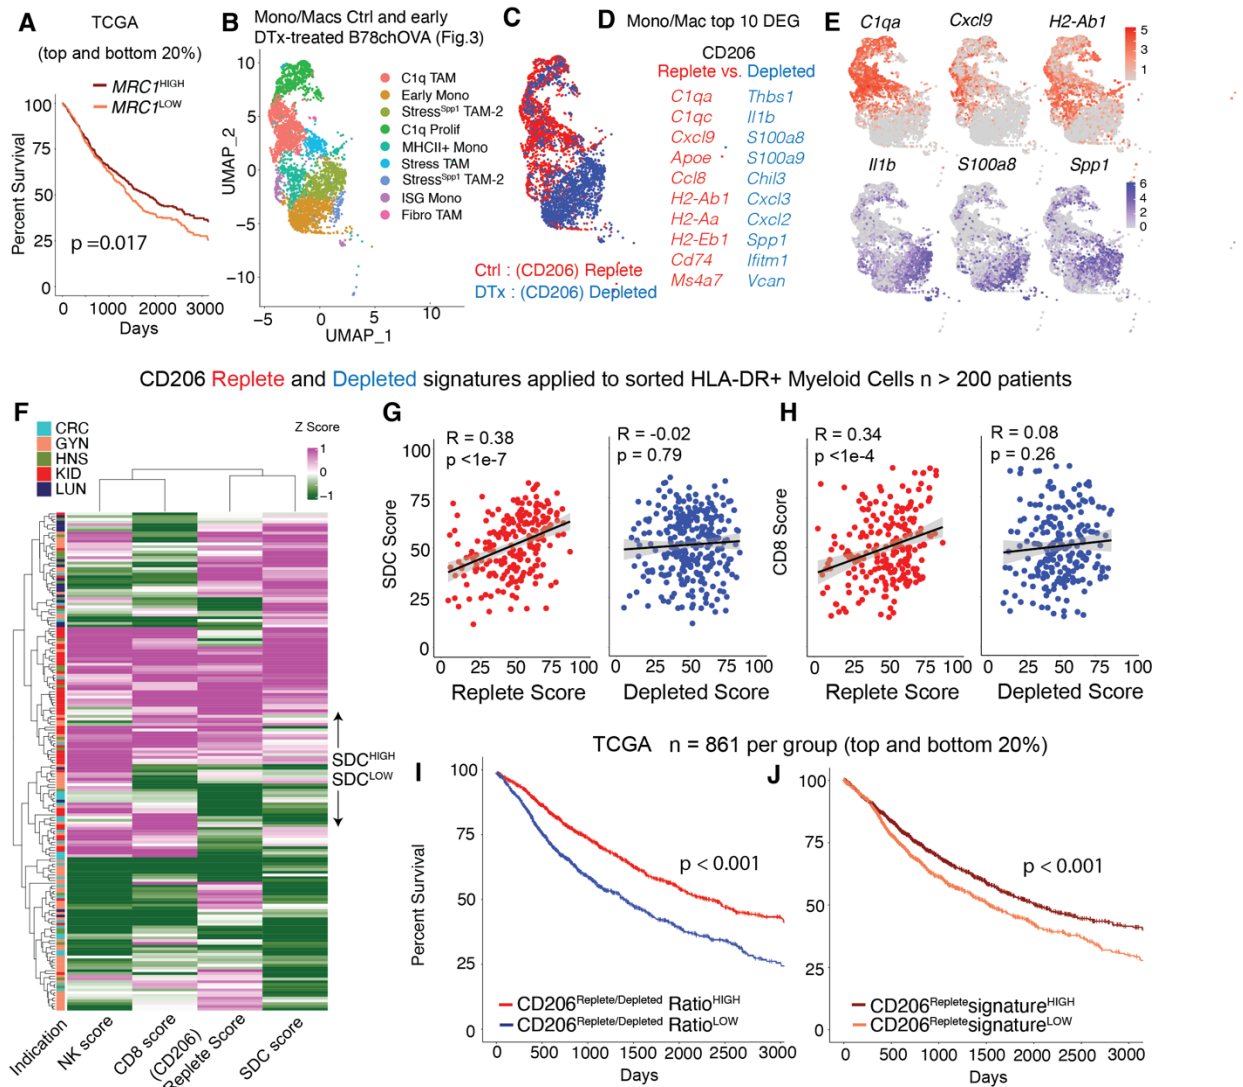 A
TCGA
(top and bottom 20%)
MRC1HIGH
MRC1LOW
100
75
50
25
0
Percent Survival
p =0.017
0 1000 2000 3000
Days
B
Mono/Macs Ctrl and early
DTx-treated B78chOVA (Fig.3)
10
5
0
−5
−10
UMAP_2
−5 0 5 10
UMAP_1
C1q TAM
Early Mono
StressSpp1 TAM-2
C1q Prolif
MHCII+ Mono
Stress TAM
StressSpp1 TAM-2
ISG Mono
Fibro TAM
C
Ctrl : (CD206) Replete
DTx : (CD206) Depleted
D
Mono/Mac top 10 DEG
CD206
Replete vs. Depleted
C1qa Thbs1
C1qc Il1b
Cxcl9 S100a8
Apoe S100a9
Ccl8 Chil3
H2-Ab1 Cxcl3
H2-Aa Cxcl2
H2-Eb1 Spp1
Cd74 Ifitm1
Ms4a7 Vcan
E
C1qa Cxcl9 H2-Ab1
5
3
1
Il1b S100a8 Spp1
6
4
2
0
CD206 Replete and Depleted signatures applied to sorted HLA-DR+ Myeloid Cells n > 200 patients
F
CRC
GYN
HNS
KID
LUN
Z Score
1
−1
SDCHIGH
SDCLOW
Indication
NK score
CD8 score
(CD206)
Replete Score
SDC score
G
R = 0.38
p <1e-7
100
75
50
25
0
SDC Score
0 25 50 75 100
Replete Score
R = -0.02
p = 0.79
0 25 50 75 100
Depleted Score
H
R = 0.34
p <1e-4
CD8 Score
0 25 50 75 100
Replete Score
R = 0.08
p = 0.26
0 25 50 75 100
Depleted Score
TCGA n = 861 per group (top and bottom 20%)
I
100
75
50
25
0
Percent Survival
p < 0.001
CD206Replete/Depleted RatioHIGH
CD206Replete/Depleted RatioLOW
0 500 1000 1500 2000 2500 3000
Days
J
100
75
50
25
0
p < 0.001
CD206RepletesignatureHIGH
CD206RepletesignatureLOW
0 500 1000 1500 2000 2500 3000
Days